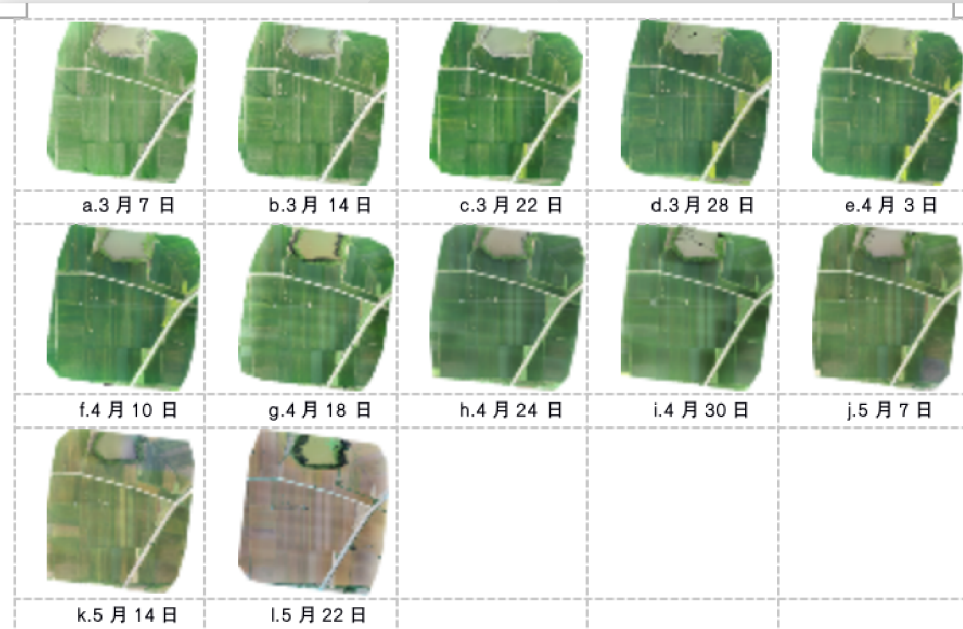 a.3 月 7 日 b.3 月 14 日 c.3 月 22 日 d.3 月 28 日 e.4 月 3 日
f.4 月 10 日 g.4 月 18 日 h.4 月 24 日 i.4 月 30 日 j.5 月 7 日
k.5 月 14 日 l.5 月 22 日